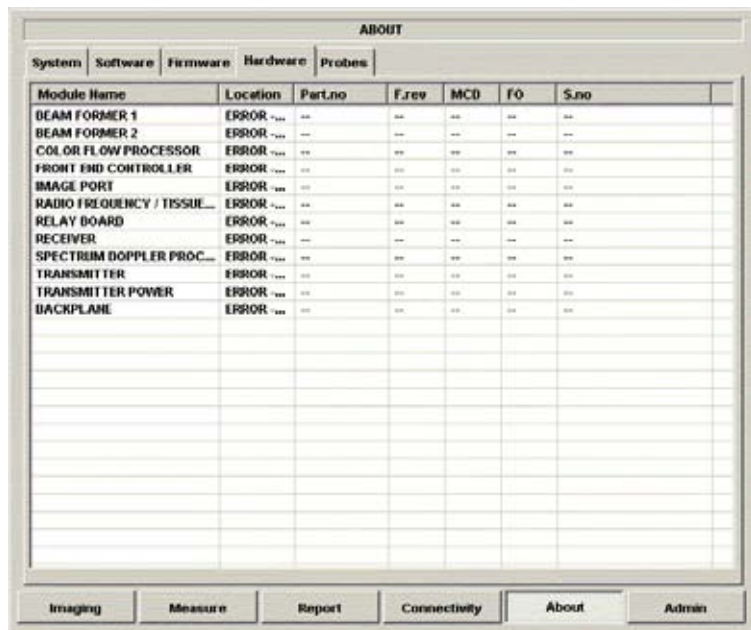 ABOUT
System Software Firmware Hardware Probes
Module Name Location Part.no F.rev MCD FO S.no
BEAM FORMER 1 ERROR -... -- -- -- -- --
BEAM FORMER 2 ERROR -... -- -- -- -- --
COLOR FLOW PROCESSOR ERROR -... -- -- -- -- --
FRONT END CONTROLLER ERROR -... -- -- -- -- --
IMAGE PORT ERROR -... -- -- -- -- --
RADIO FREQUENCY / TISSUE... ERROR -... -- -- -- -- --
RELAY BOARD ERROR -... -- -- -- -- --
RECEIVER ERROR -... -- -- -- -- --
SPECTRUM DOPPLER PROC... ERROR -... -- -- -- -- --
TRANSMITTER ERROR -... -- -- -- -- --
TRANSMITTER POWER ERROR -... -- -- -- -- --
BACKPLANE ERROR -... -- -- -- -- --
Imaging Measure Report Connectivity About Admin